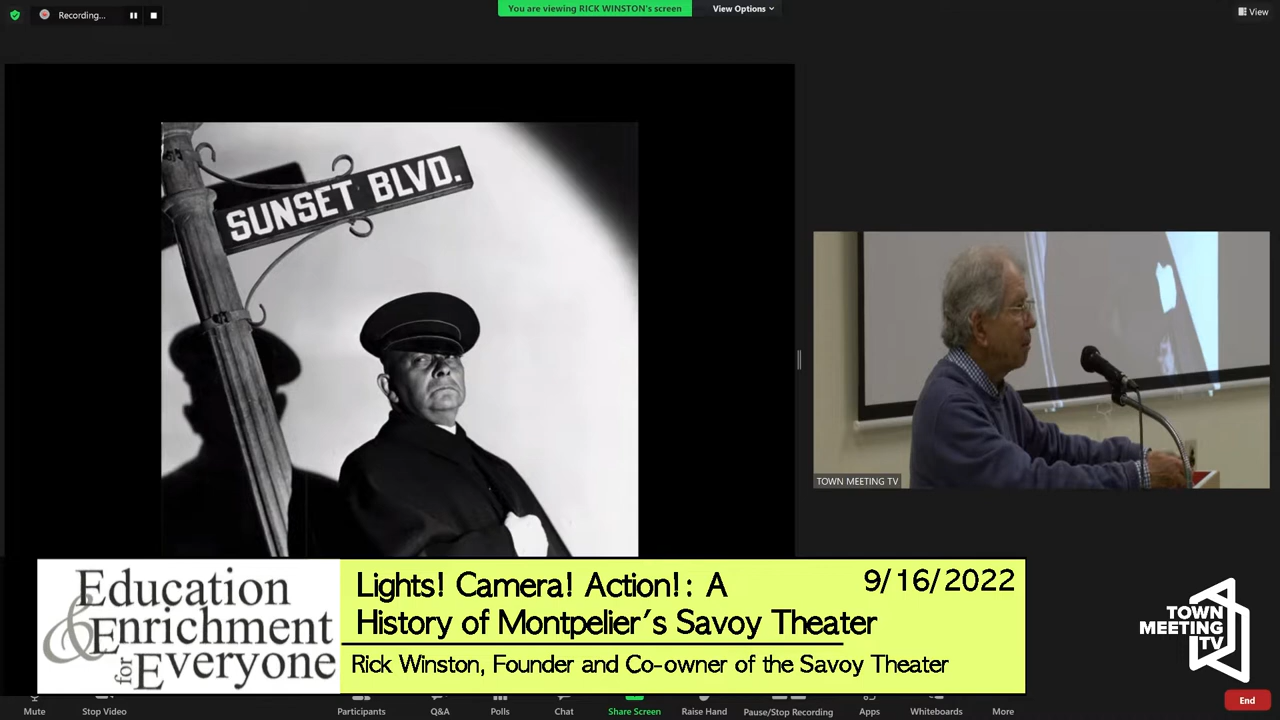 Recording...
You are viewing RICK WINSTON's screen
View Options
View
SUNSET BLVD.
TOWN MEETING TV
Education
& Enrichment
for Everyone
Lights! Camera! Action!: A
History of Montpelier's Savoy Theater
9/16/2022
Rick Winston, Founder and Co-owner of the Savoy Theater
TOWN
MEETING
TV
Mute
Stop Video
Participants
Q&A
Polls
Chat
Share Screen
Raise Hand
Pause/Stop Recording
Apps
Whiteboards
More
End